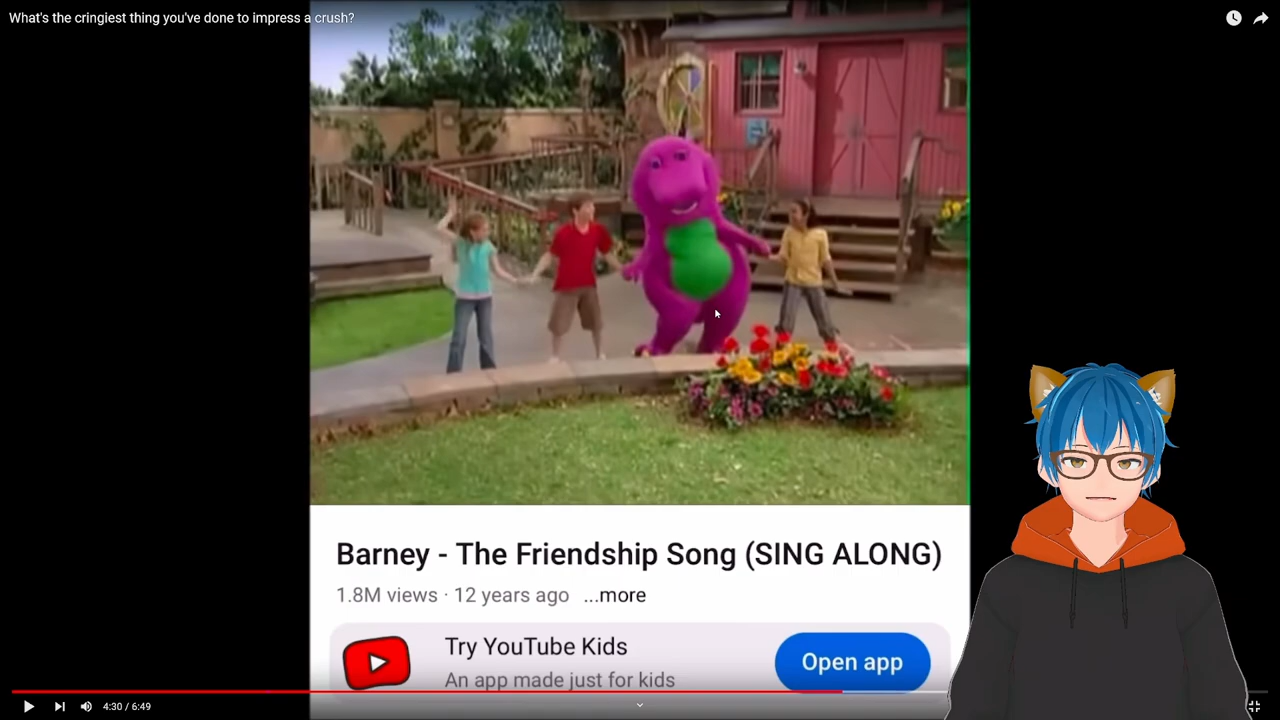 What's the cringiest thing you've done to impress a crush?
Barney - The Friendship Song (SING ALONG)
1.8M views · 12 years ago ...more
Try YouTube Kids
An app made just for kids
Open app
4:30 / 6:49